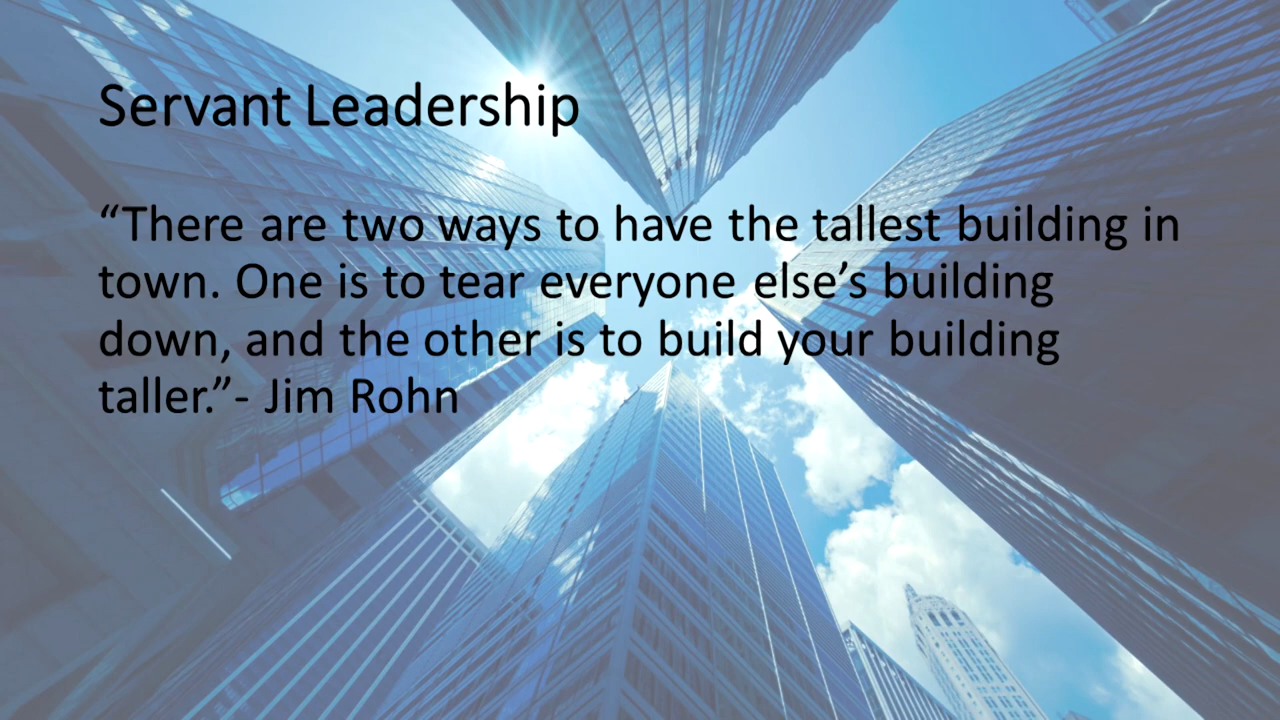 Servant Leadership
“There are two ways to have the tallest building in
town. One is to tear everyone else’s building
down, and the other is to build your building
taller.”- Jim Rohn